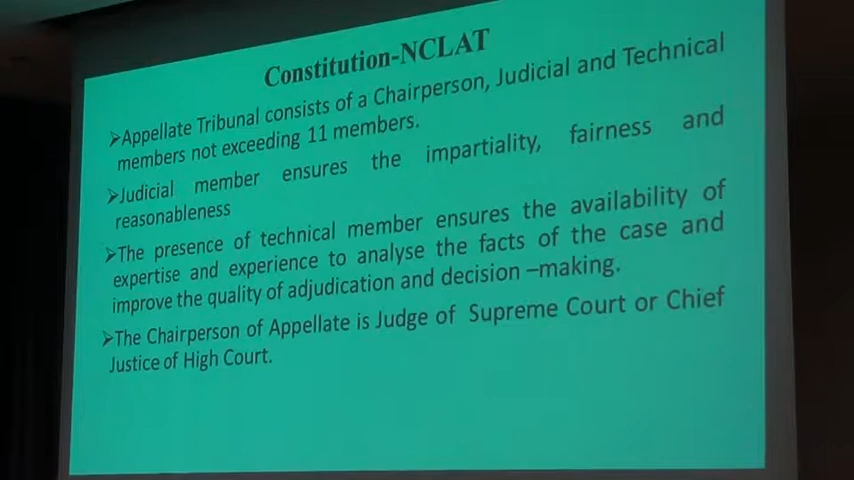 Constitution-NCLAT
➢Appellate Tribunal consists of a Chairperson, Judicial and Technical
members not exceeding 11 members.
➢Judicial member ensures the impartiality, fairness and
reasonableness
➢The presence of technical member ensures the availability of
expertise and experience to analyse the facts of the case and
improve the quality of adjudication and decision –making.
➢The Chairperson of Appellate is Judge of Supreme Court or Chief
Justice of High Court.